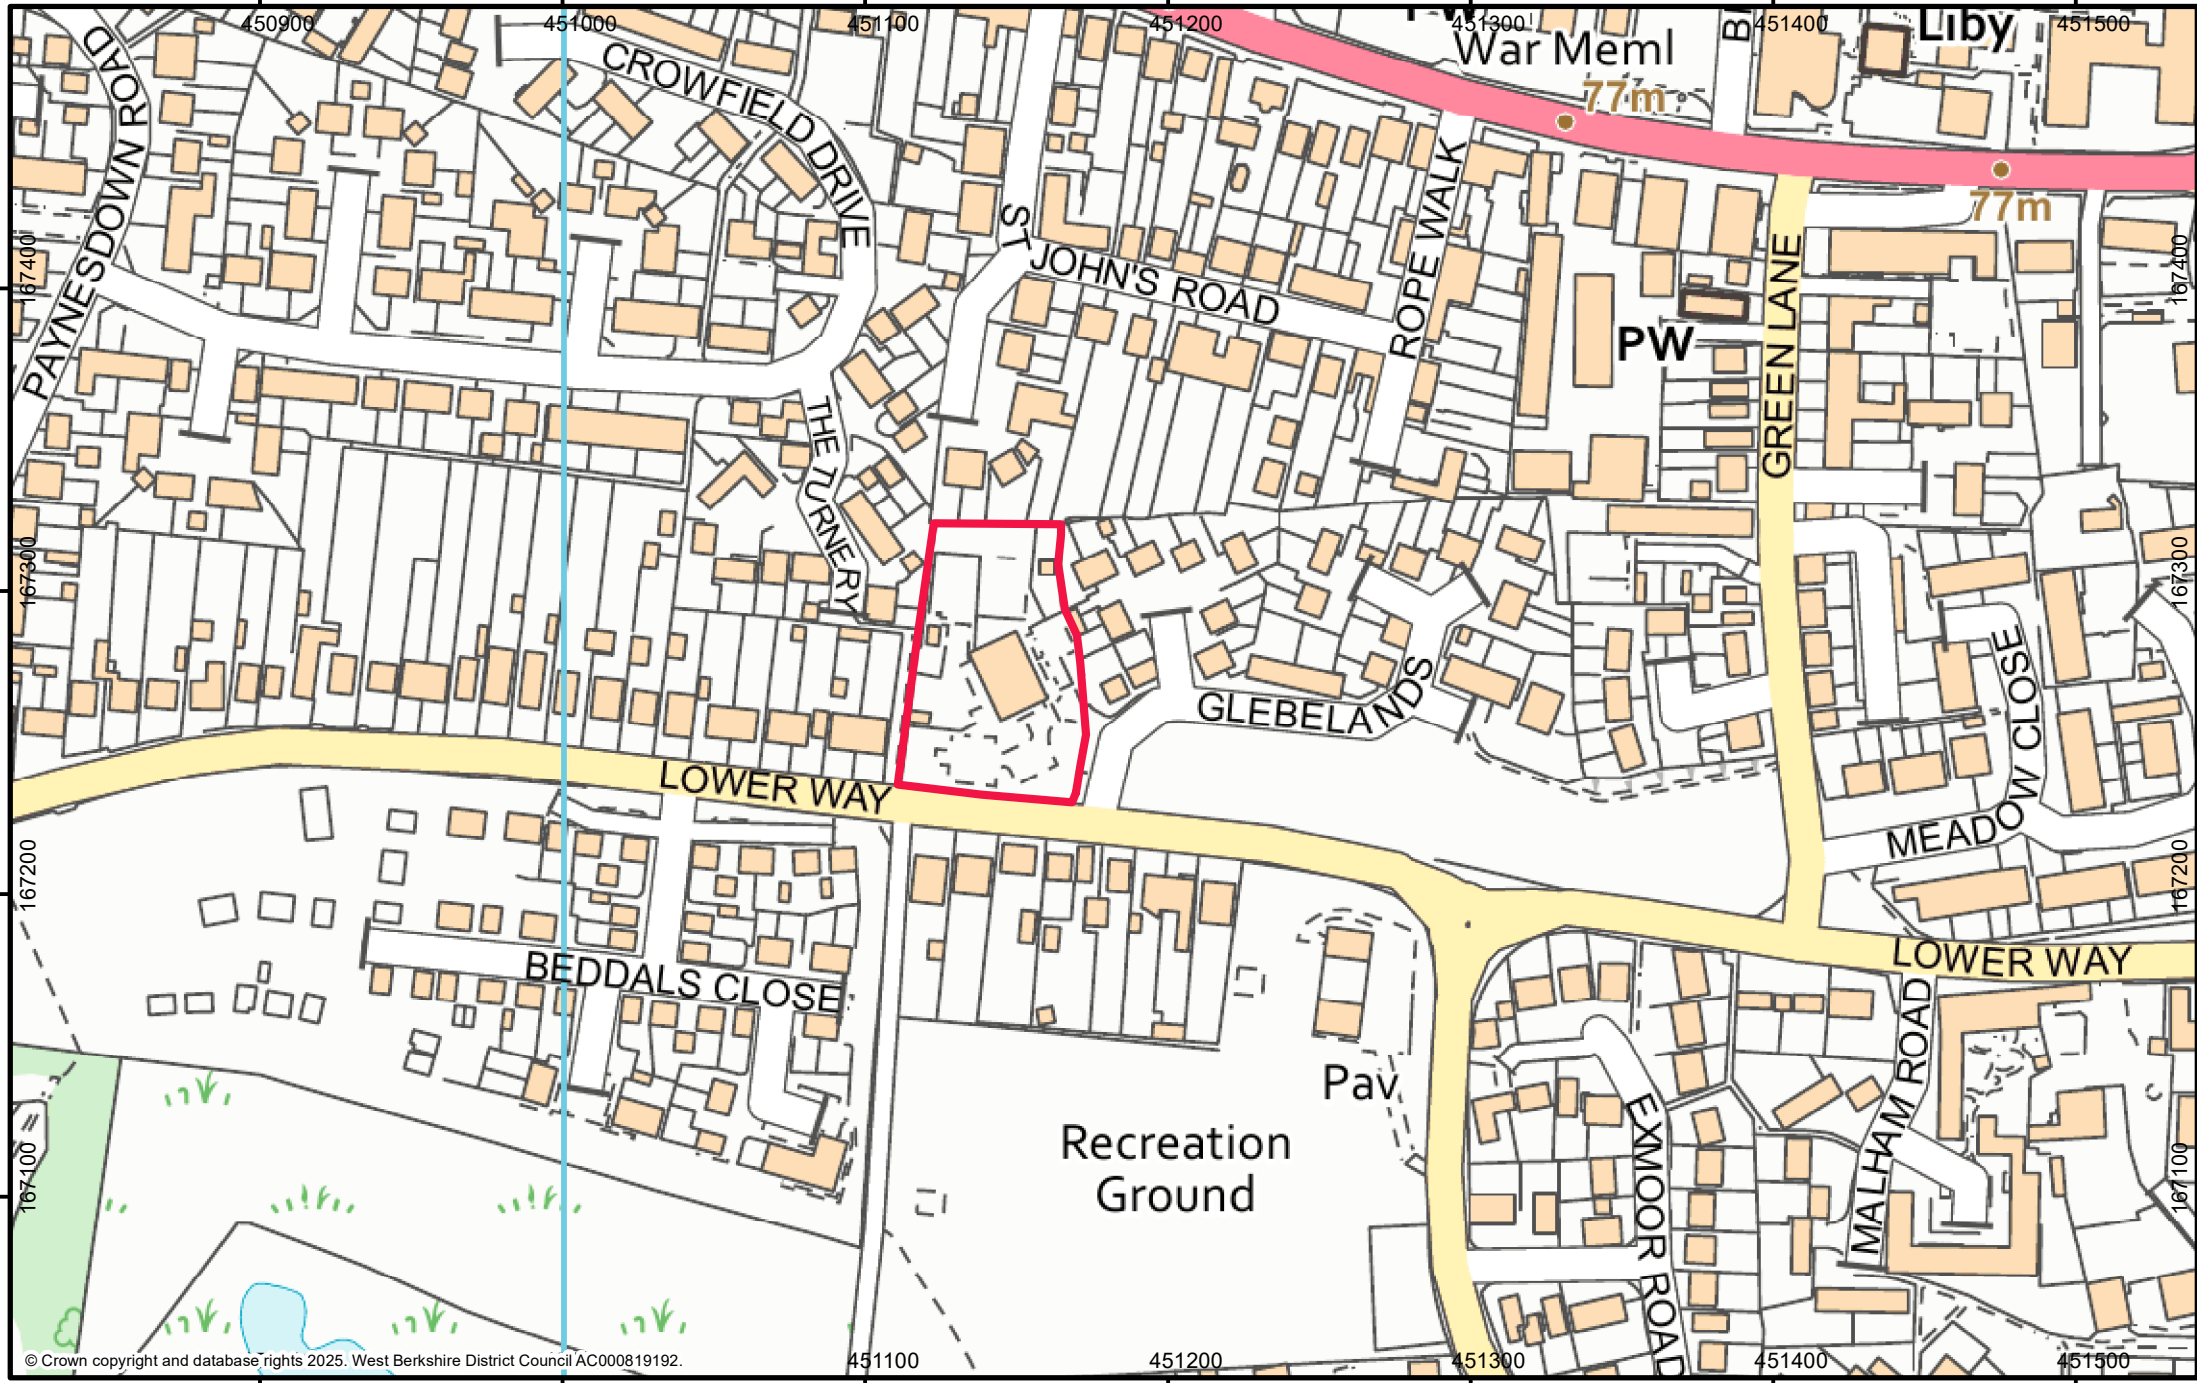 450900
451000
451100
451200
451300
451400
451500
Liby
War Meml
77m
77m
CROWFIELD DRIVE
PAYNESDOWN ROAD
ST JOHN'S ROAD
ROPE WALK
GREEN LANE
167400
167400
PW
THE TURNERY
167300
167300
GLEBELANDS
MEADOW CLOSE
LOWER WAY
167200
167200
LOWER WAY
BEDDALS CLOSE
Pav
MALHAM ROAD
EXMOOR ROAD
Recreation
Ground
167100
167100
© Crown copyright and database rights 2025. West Berkshire District Council AC000819192.
451100
451200
451300
451400
451500